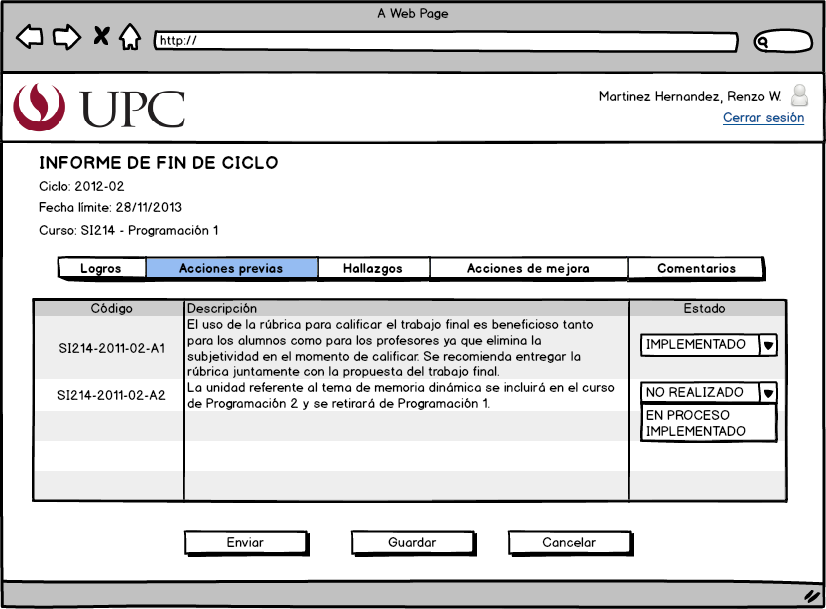 A Web Page
http://
UPC
Martinez Hernandez, Renzo W.
Cerrar sesión
INFORME DE FIN DE CICLO
Ciclo: 2012-02
Fecha límite: 28/11/2013
Curso: SI214 - Programación 1
Logros
Acciones previas
Hallazgos
Acciones de mejora
Comentarios
Código
Descripción
Estado
SI214-2011-02-A1
El uso de la rúbrica para calificar el trabajo final es beneficioso tanto
para los alumnos como para los profesores ya que elimina la
subjetividad en el momento de calificar. Se recomienda entregar la
rúbrica juntamente con la propuesta del trabajo final.
IMPLEMENTADO
SI214-2011-02-A2
La unidad referente al tema de memoria dinámica se incluirá en el curso
de Programación 2 y se retirará de Programación 1.
NO REALIZADO
EN PROCESO
IMPLEMENTADO
Enviar
Guardar
Cancelar